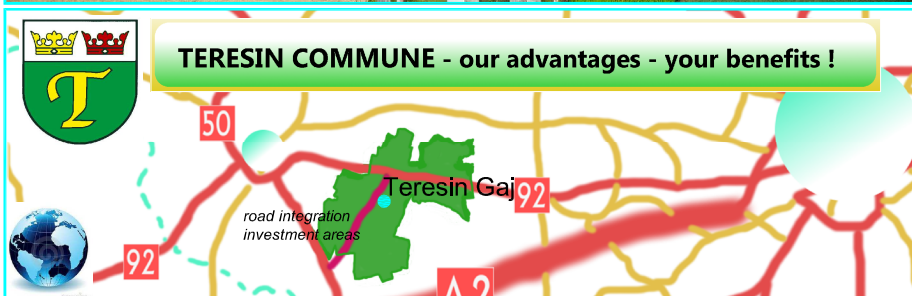 TERESIN COMMUNE - our advantages - your benefits !
T
50
Teresin Gaj
92
road integration
investment areas
92
A2